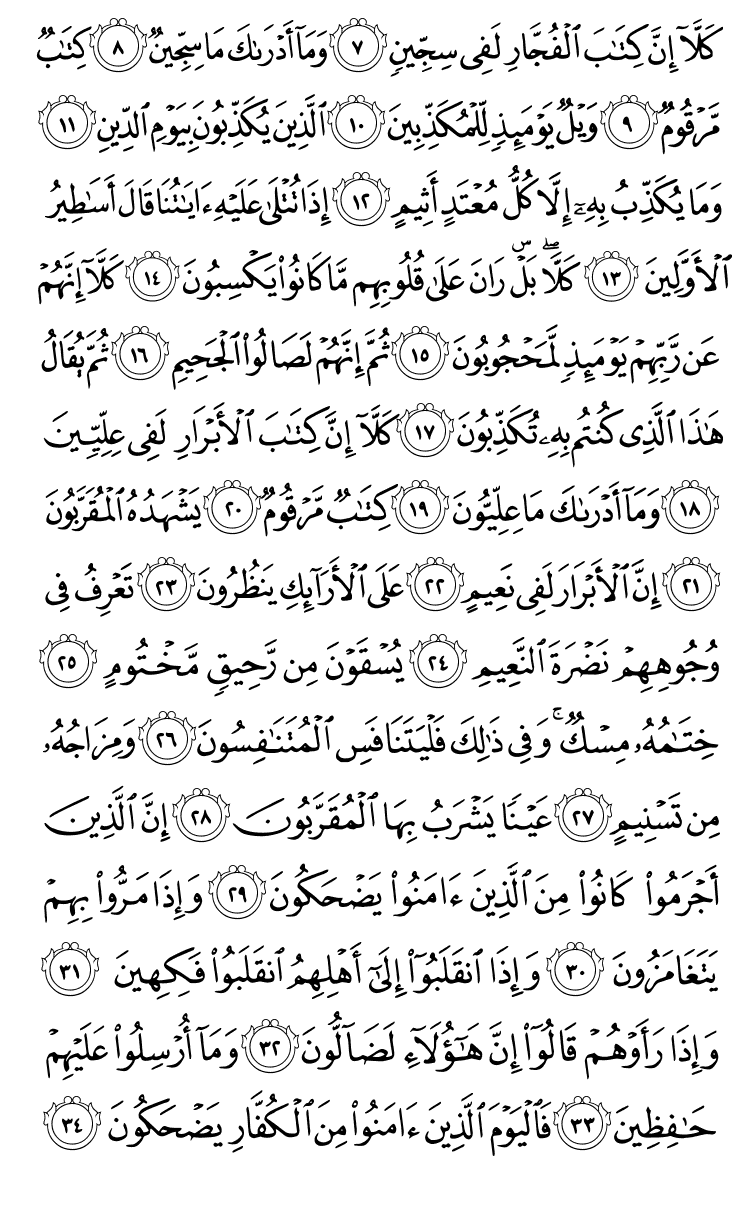 كَلَّآ إِنَّ كِتَٰبَ ٱلْفُجَّارِ لَفِى سِجِّينٍ ٧ وَمَآ أَدْرَىٰكَ مَا سِجِّينٌ ٨ كِتَٰبٌ
مَّرْقُومٌ ٩ وَيْلٌ يَوْمَئِذٍ لِّلْمُكَذِّبِينَ ١٠ ٱلَّذِينَ يُكَذِّبُونَ بِيَوْمِ ٱلدِّينِ ١١
وَمَا يُكَذِّبُ بِهِۦٓ إِلَّا كُلُّ مُعْتَدٍ أَثِيمٍ ١٢ إِذَا تُتْلَىٰ عَلَيْهِ ءَايَٰتُنَا قَالَ أَسَٰطِيرُ
ٱلْأَوَّلِينَ ١٣ كَلَّا ۖ بَلْ ۜ رَانَ عَلَىٰ قُلُوبِهِم مَّا كَانُوا۟ يَكْسِبُونَ ١٤ كَلَّآ إِنَّهُمْ
عَن رَّبِّهِمْ يَوْمَئِذٍ لَّمَحْجُوبُونَ ١٥ ثُمَّ إِنَّهُمْ لَصَالُوا۟ ٱلْجَحِيمِ ١٦ ثُمَّ يُقَالُ
هَٰذَا ٱلَّذِى كُنتُم بِهِۦ تُكَذِّبُونَ ١٧ كَلَّآ إِنَّ كِتَٰبَ ٱلْأَبْرَارِ لَفِى عِلِّيِّينَ
١٨ وَمَآ أَدْرَىٰكَ مَا عِلِّيُّونَ ١٩ كِتَٰبٌ مَّرْقُومٌ ٢٠ يَشْهَدُهُ ٱلْمُقَرَّبُونَ
٢١ إِنَّ ٱلْأَبْرَارَ لَفِى نَعِيمٍ ٢٢ عَلَى ٱلْأَرَآئِكِ يَنظُرُونَ ٢٣ تَعْرِفُ فِى
وُجُوهِهِمْ نَضْرَةَ ٱلنَّعِيمِ ٢٤ يُسْقَوْنَ مِن رَّحِيقٍ مَّخْتُومٍ ٢٥
خِتَٰمُهُۥ مِسْكٌ ۚ وَفِى ذَٰلِكَ فَلْيَتَنَافَسِ ٱلْمُتَنَٰفِسُونَ ٢٦ وَمِزَاجُهُۥ
مِن تَسْنِيمٍ ٢٧ عَيْنًا يَشْرَبُ بِهَا ٱلْمُقَرَّبُونَ ٢٨ إِنَّ ٱلَّذِينَ
أَجْرَمُوا۟ كَانُوا۟ مِنَ ٱلَّذِينَ ءَامَنُوا۟ يَضْحَكُونَ ٢٩ وَإِذَا مَرُّوا۟ بِهِمْ
يَتَغَامَزُونَ ٣٠ وَإِذَا ٱنقَلَبُوٓا۟ إِلَىٰٓ أَهْلِهِمُ ٱنقَلَبُوا۟ فَكِهِينَ ٣١
وَإِذَا رَأَوْهُمْ قَالُوٓا۟ إِنَّ هَٰٓؤُلَآءِ لَضَآلُّونَ ٣٢ وَمَآ أُرْسِلُوا۟ عَلَيْهِمْ
حَٰفِظِينَ ٣٣ فَٱلْيَوْمَ ٱلَّذِينَ ءَامَنُوا۟ مِنَ ٱلْكُفَّارِ يَضْحَكُونَ ٣٤